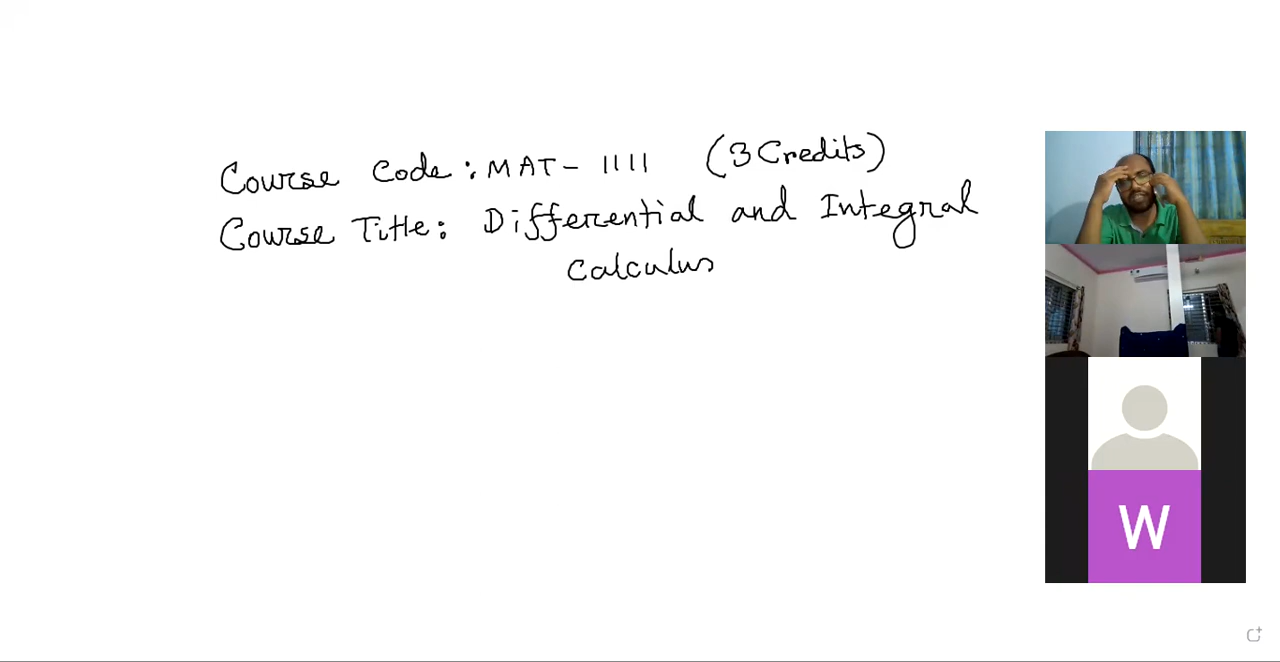 Course Code: MAT- 1111 (3 Credits)
Course Title: Differential and Integral
Calculus
W